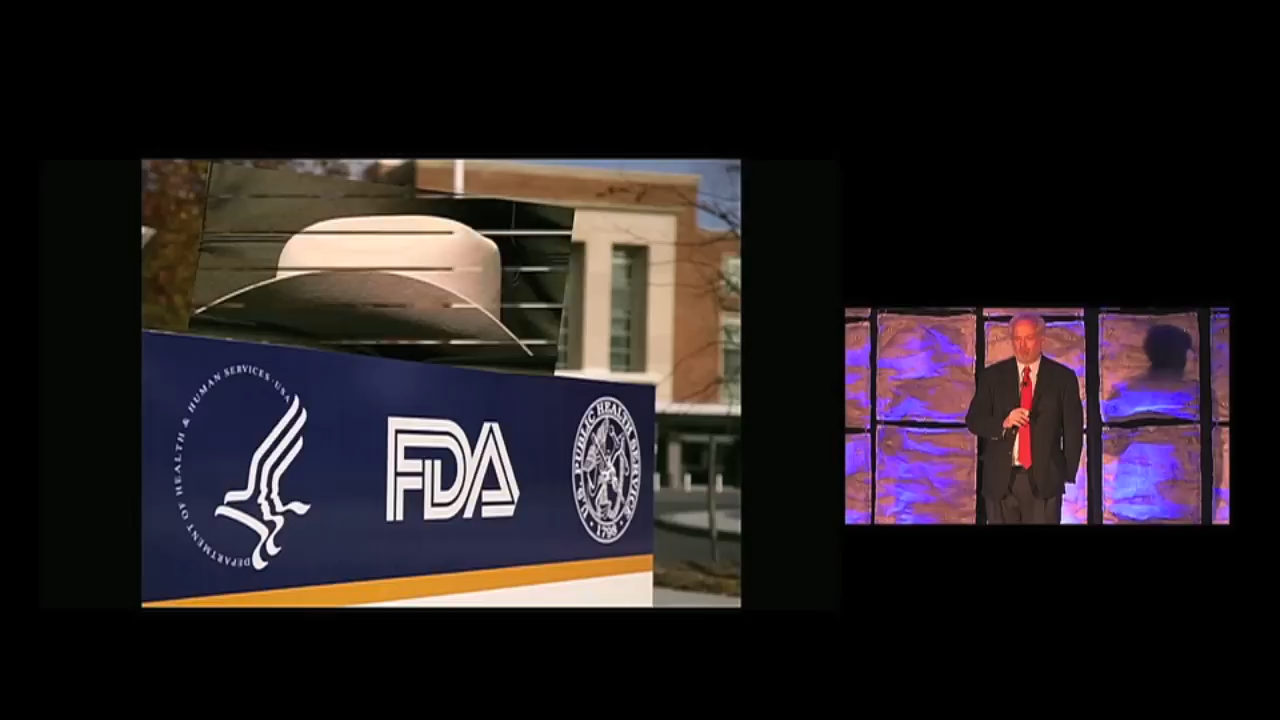 DEPARTMENT OF HEALTH & HUMAN SERVICES · USA
FDA
U.S. PUBLIC HEALTH SERVICE
1798